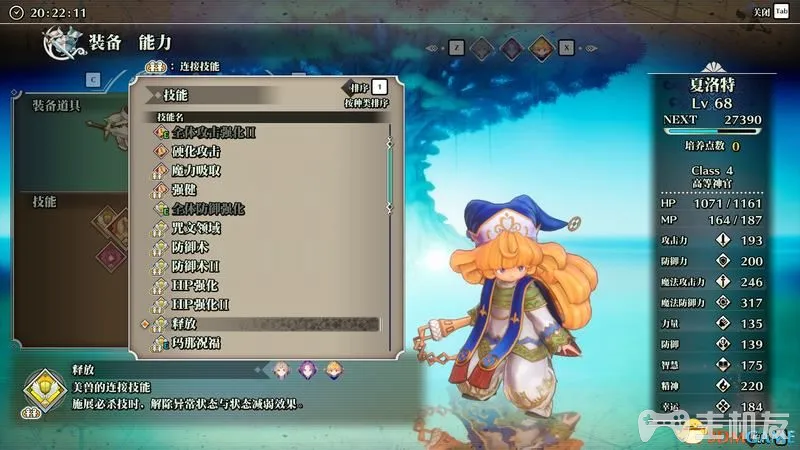 20:22:11
关闭 Tab
装备 能力
Z
X
：连接技能
C
装备道具
技能
技能
排序 1
按种类排序
技能名
全体攻击强化II
硬化攻击
魔力吸取
强健
全体防御强化
咒文领域
防御术
防御术II
HP强化
HP强化II
释放
玛那祝福
夏洛特
Lv 68
NEXT 27390
培养点数 0
Class 4
高等神官
HP 1071 / 1161
MP 164 / 187
攻击力 193
防御力 200
魔法攻击力 246
魔法防御力 317
力量 135
防御 139
智慧 175
精神 220
幸运 184
释放
美兽的连接技能
施展必杀技时，解除异常状态与状态减弱效果。
主机友